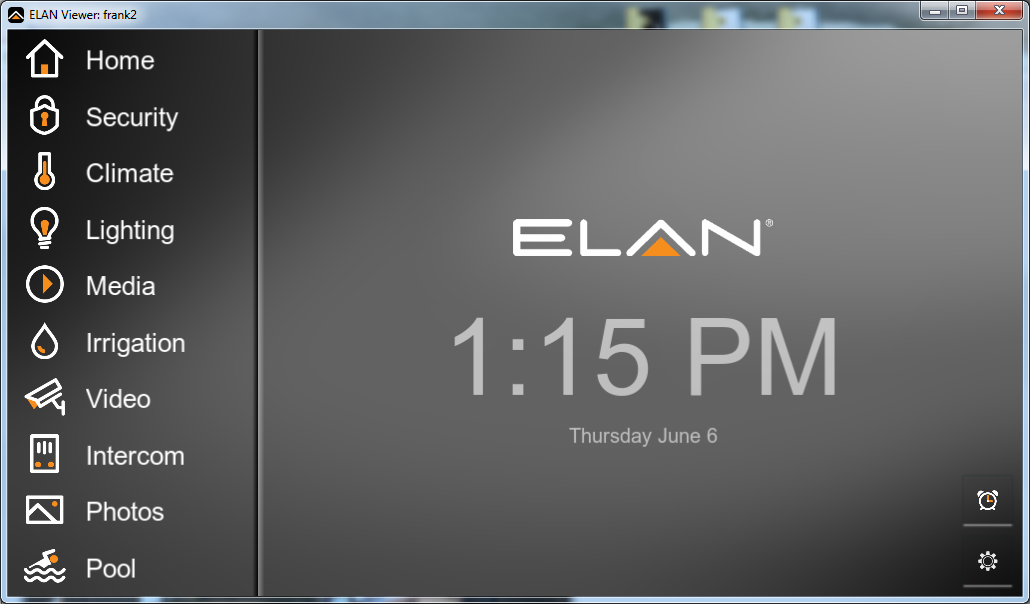 ELAN Viewer: frank2
Home
Security
Climate
Lighting
Media
Irrigation
Video
Intercom
Photos
Pool
ELAN®
1:15 PM
Thursday June 6